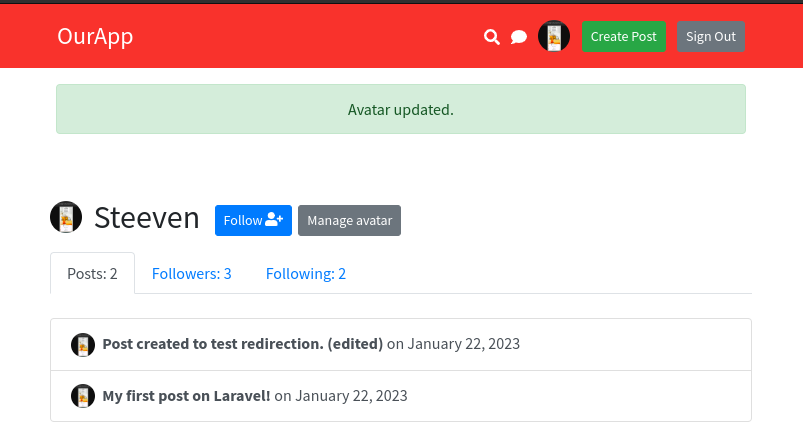 OurApp Create Post Sign Out
Avatar updated.
Steeven Follow Manage avatar
Posts: 2 Followers: 3 Following: 2
Post created to test redirection. (edited) on January 22, 2023
My first post on Laravel! on January 22, 2023